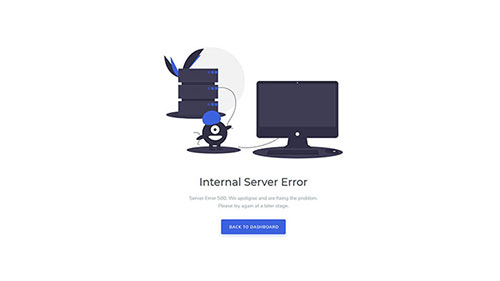 Internal Server Error
Server Error 500. We apologise and are fixing the problem.
Please try again at a later stage.
BACK TO DASHBOARD